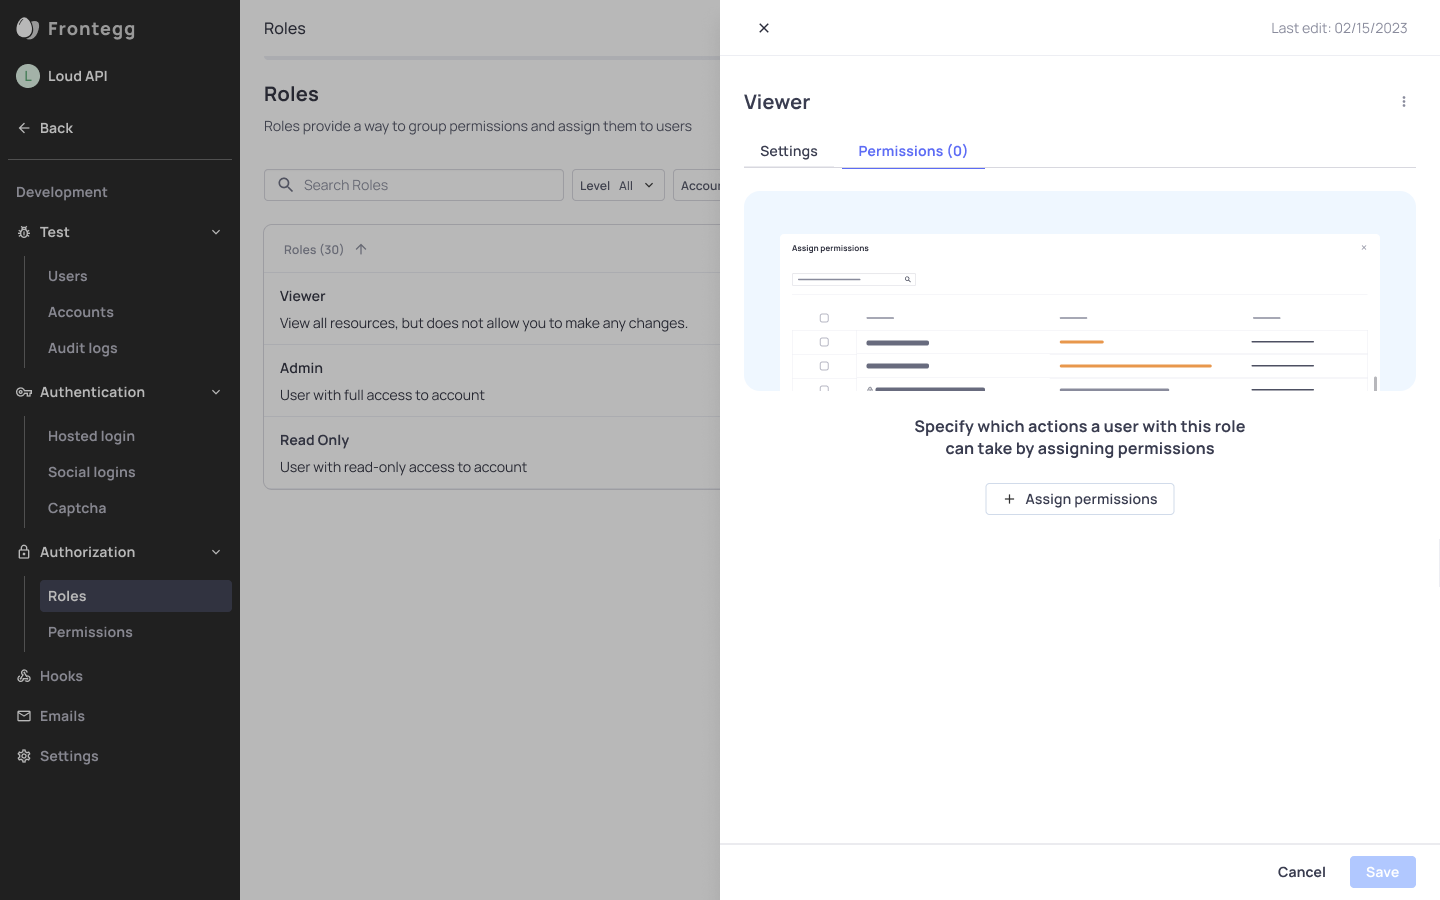 Frontegg
L
Loud API
Back
Development
Test
Users
Accounts
Audit logs
Authentication
Hosted login
Social logins
Captcha
Authorization
Roles
Permissions
Hooks
Emails
Settings
Roles
Roles
Roles provide a way to group permissions and assign them to users
Search Roles
Level All
Accoun
Roles (30)
Viewer
View all resources, but does not allow you to make any changes.
Admin
User with full access to account
Read Only
User with read-only access to account
Last edit: 02/15/2023
Viewer
Settings
Permissions (0)
Assign permissions
Specify which actions a user with this role
can take by assigning permissions
Assign permissions
Cancel
Save